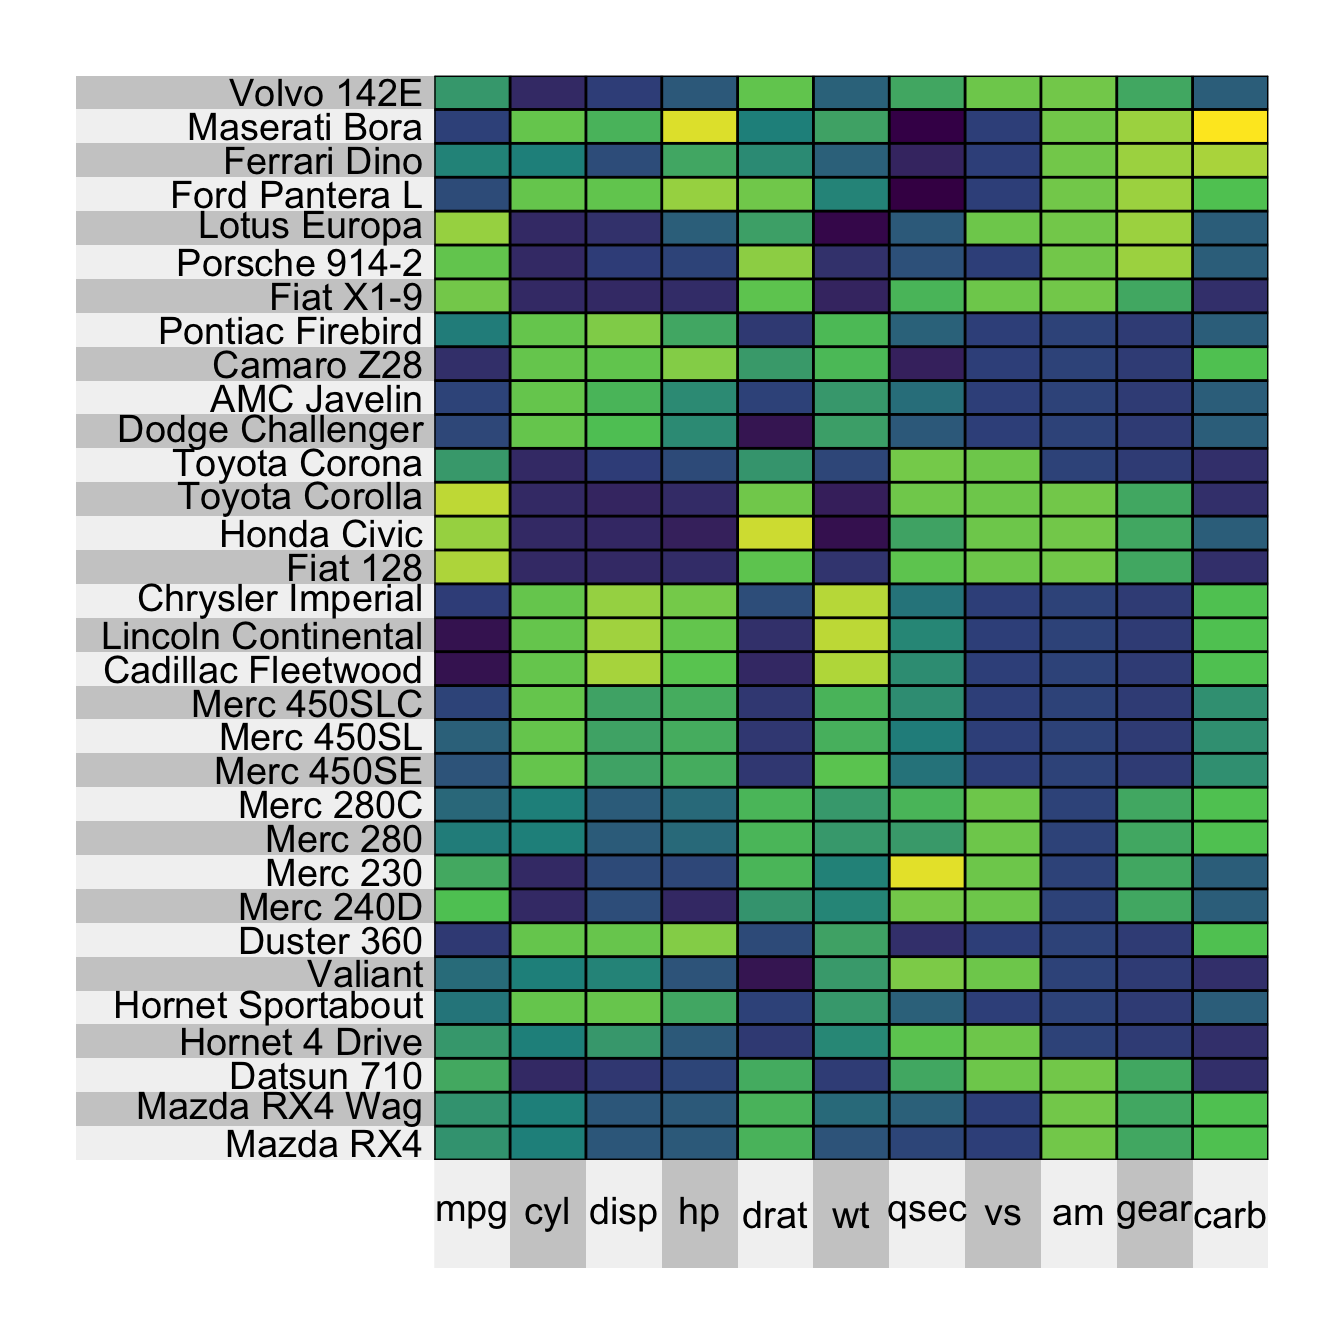 Volvo 142E
Maserati Bora
Ferrari Dino
Ford Pantera L
Lotus Europa
Porsche 914-2
Fiat X1-9
Pontiac Firebird
Camaro Z28
AMC Javelin
Dodge Challenger
Toyota Corona
Toyota Corolla
Honda Civic
Fiat 128
Chrysler Imperial
Lincoln Continental
Cadillac Fleetwood
Merc 450SLC
Merc 450SL
Merc 450SE
Merc 280C
Merc 280
Merc 230
Merc 240D
Duster 360
Valiant
Hornet Sportabout
Hornet 4 Drive
Datsun 710
Mazda RX4 Wag
Mazda RX4
mpg cyl disp hp drat wt qsec vs am gear carb